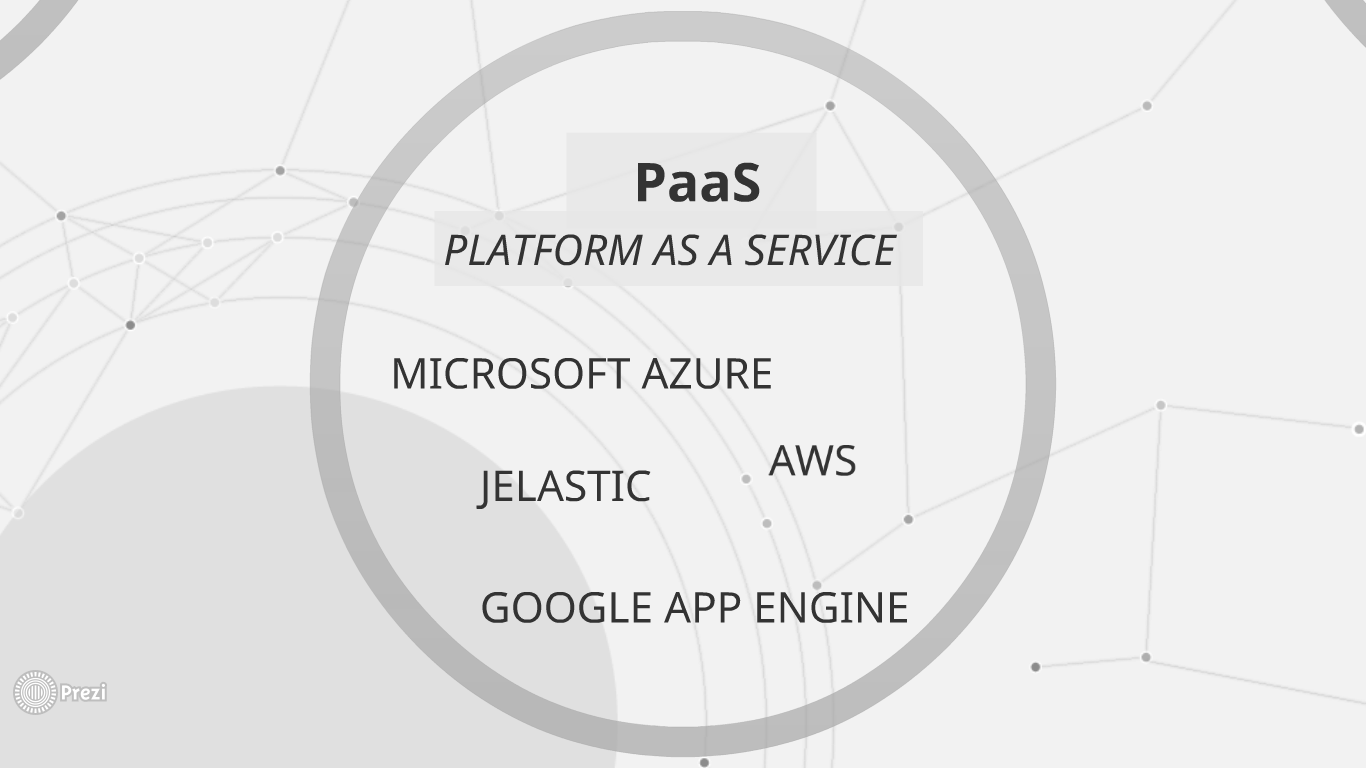 PaaS
PLATFORM AS A SERVICE
MICROSOFT AZURE
AWS
JELASTIC
GOOGLE APP ENGINE
Prezi